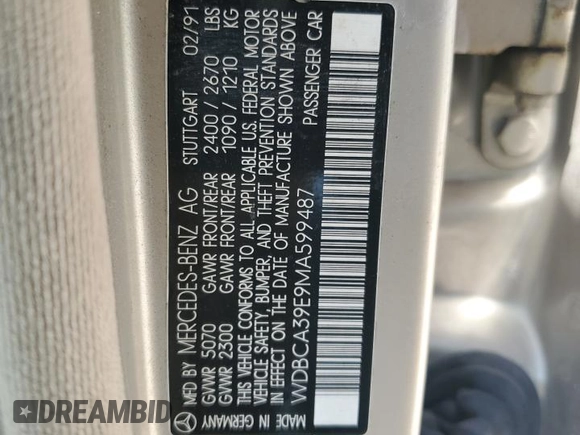 MFD BY MERCEDES-BENZ AG STUTTGART 02/91
GVWR 5070 GAWR FRONT/REAR 2400/2670 LBS
GVWR 2300 GAWR FRONT/REAR 1090/1210 KG
THIS VEHICLE CONFORMS TO ALL APPLICABLE U.S. FEDERAL MOTOR
VEHICLE SAFETY, BUMPER, AND THEFT PREVENTION STANDARDS
IN EFFECT ON THE DATE OF MANUFACTURE SHOWN ABOVE
WDBCA39E9MA599487 PASSENGER CAR
MADE IN GERMANY
DREAMBID